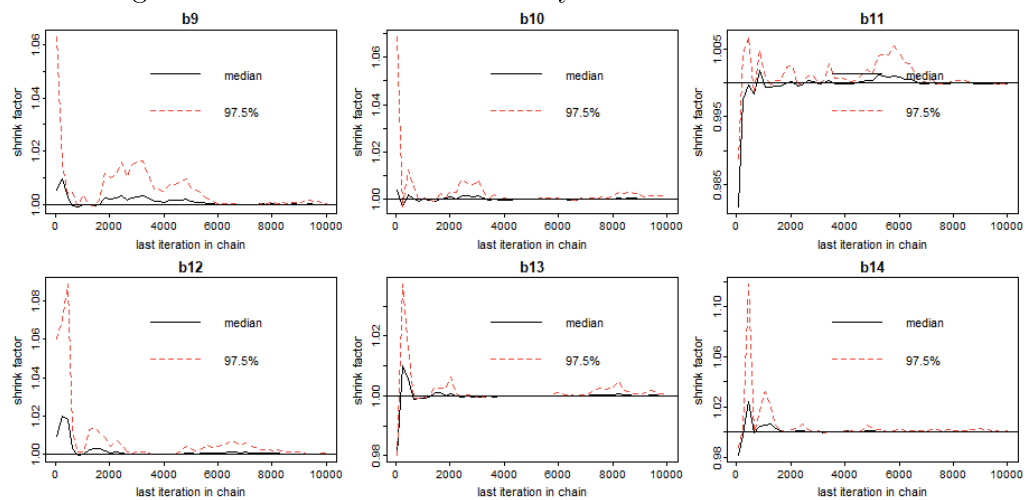 b9
shrink factor
1.00 1.02 1.04 1.06
median
97.5%
0 2000 4000 6000 8000 10000
last iteration in chain
b10
shrink factor
1.00 1.02 1.04 1.06
median
97.5%
0 2000 4000 6000 8000 10000
last iteration in chain
b11
shrink factor
0.985 0.995 1.005
median
97.5%
0 2000 4000 6000 8000 10000
last iteration in chain
b12
shrink factor
1.00 1.02 1.04 1.06 1.08
median
97.5%
0 2000 4000 6000 8000 10000
last iteration in chain
b13
shrink factor
0.98 1.00 1.02
median
97.5%
0 2000 4000 6000 8000 10000
last iteration in chain
b14
shrink factor
0.98 1.02 1.06 1.10
median
97.5%
0 2000 4000 6000 8000 10000
last iteration in chain